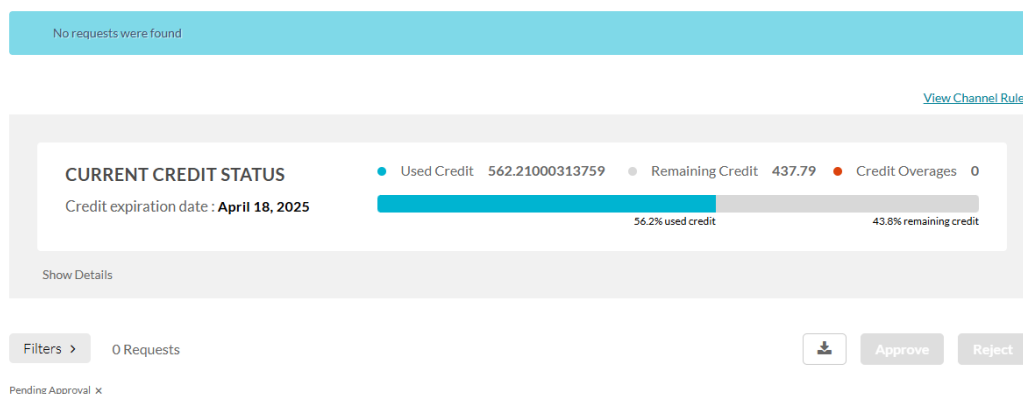 No requests were found
View Channel Rule
CURRENT CREDIT STATUS
Used Credit 562.21000313759 Remaining Credit 437.79 Credit Overages 0
Credit expiration date : April 18, 2025
56.2% used credit 43.8% remaining credit
Show Details
Filters > 0 Requests Approve Reject
Pending Approval ×